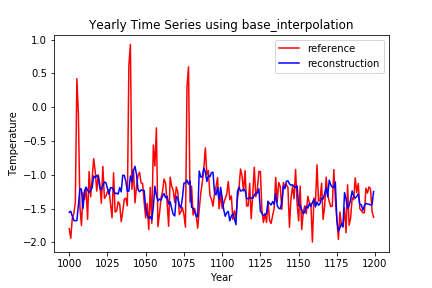 Yearly Time Series using base_interpolation
reference
reconstruction
Temperature
1.0
0.5
0.0
−0.5
−1.0
−1.5
−2.0
1000 1025 1050 1075 1100 1125 1150 1175 1200
Year